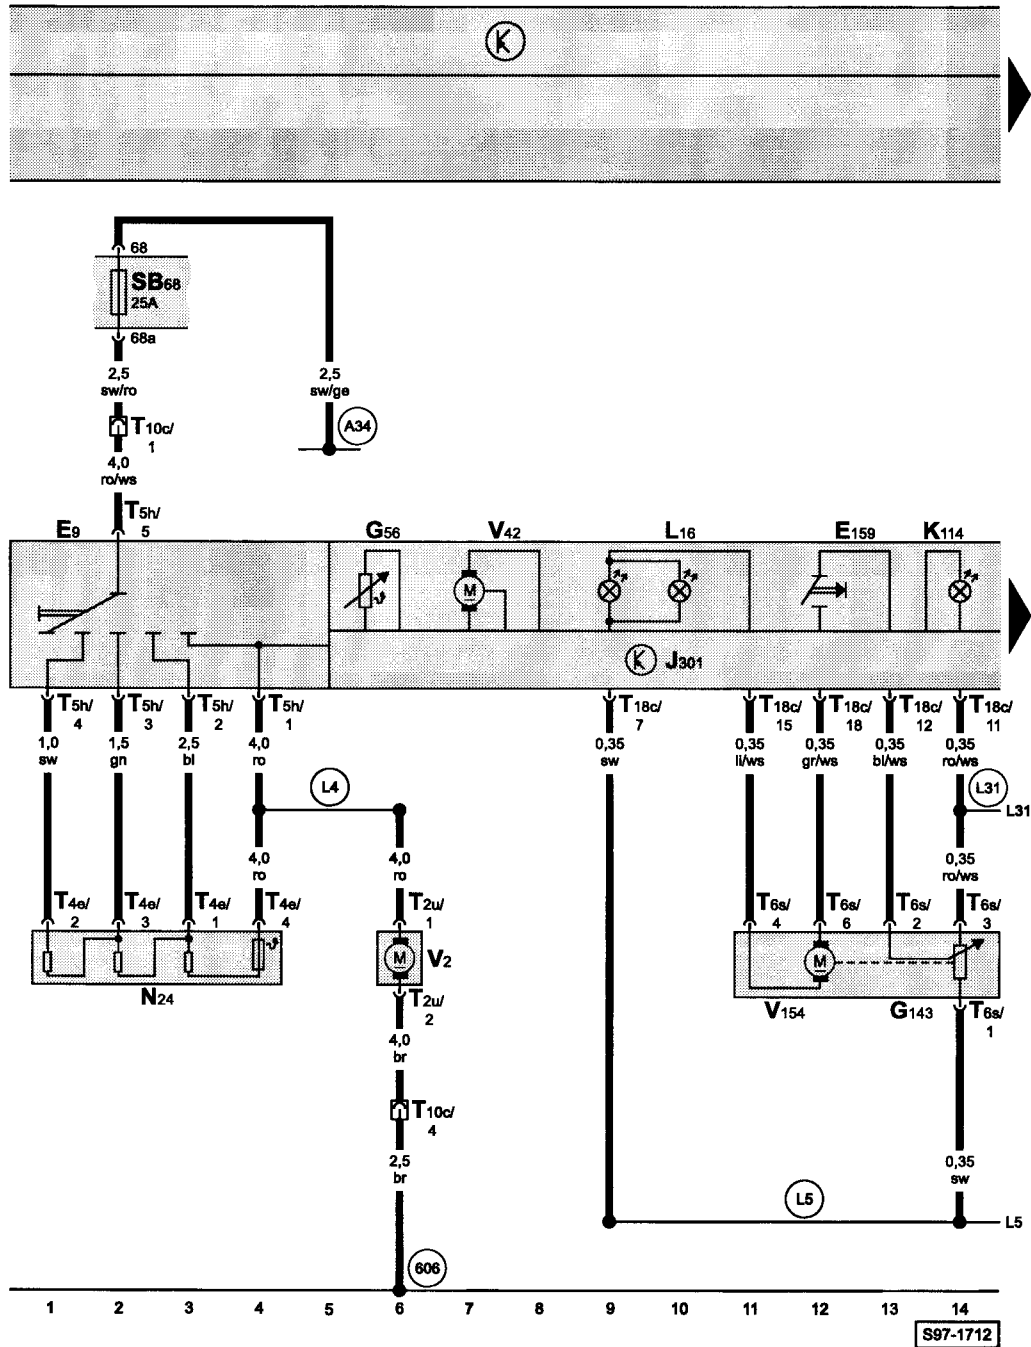 K
68
SB68
25A
68a
2,5
sw/ro
2,5
sw/ge
T10c/
1
A34
4,0
ro/ws
T5h/
5
E9
G56
V42
L16
E159
K114
M
K J301
T5h/
4
T5h/
3
T5h/
2
T5h/
1
T18c/
7
T18c/
15
T18c/
18
T18c/
12
T18c/
11
1,0
sw
1,5
gn
2,5
bl
4,0
ro
0,35
sw
0,35
li/ws
0,35
gr/ws
0,35
bl/ws
0,35
ro/ws
L4
L31
L31
4,0
ro
4,0
ro
0,35
ro/ws
T4e/
2
T4e/
3
T4e/
1
T4e/
4
T2u/
1
T6s/
4
T6s/
6
T6s/
2
T6s/
3
M
V2
M
N24
V154
G143
T2u/
2
T6s/
1
4,0
br
T10c/
4
2,5
br
0,35
sw
L5
L5
606
1 2 3 4 5 6 7 8 9 10 11 12 13 14
S97-1712